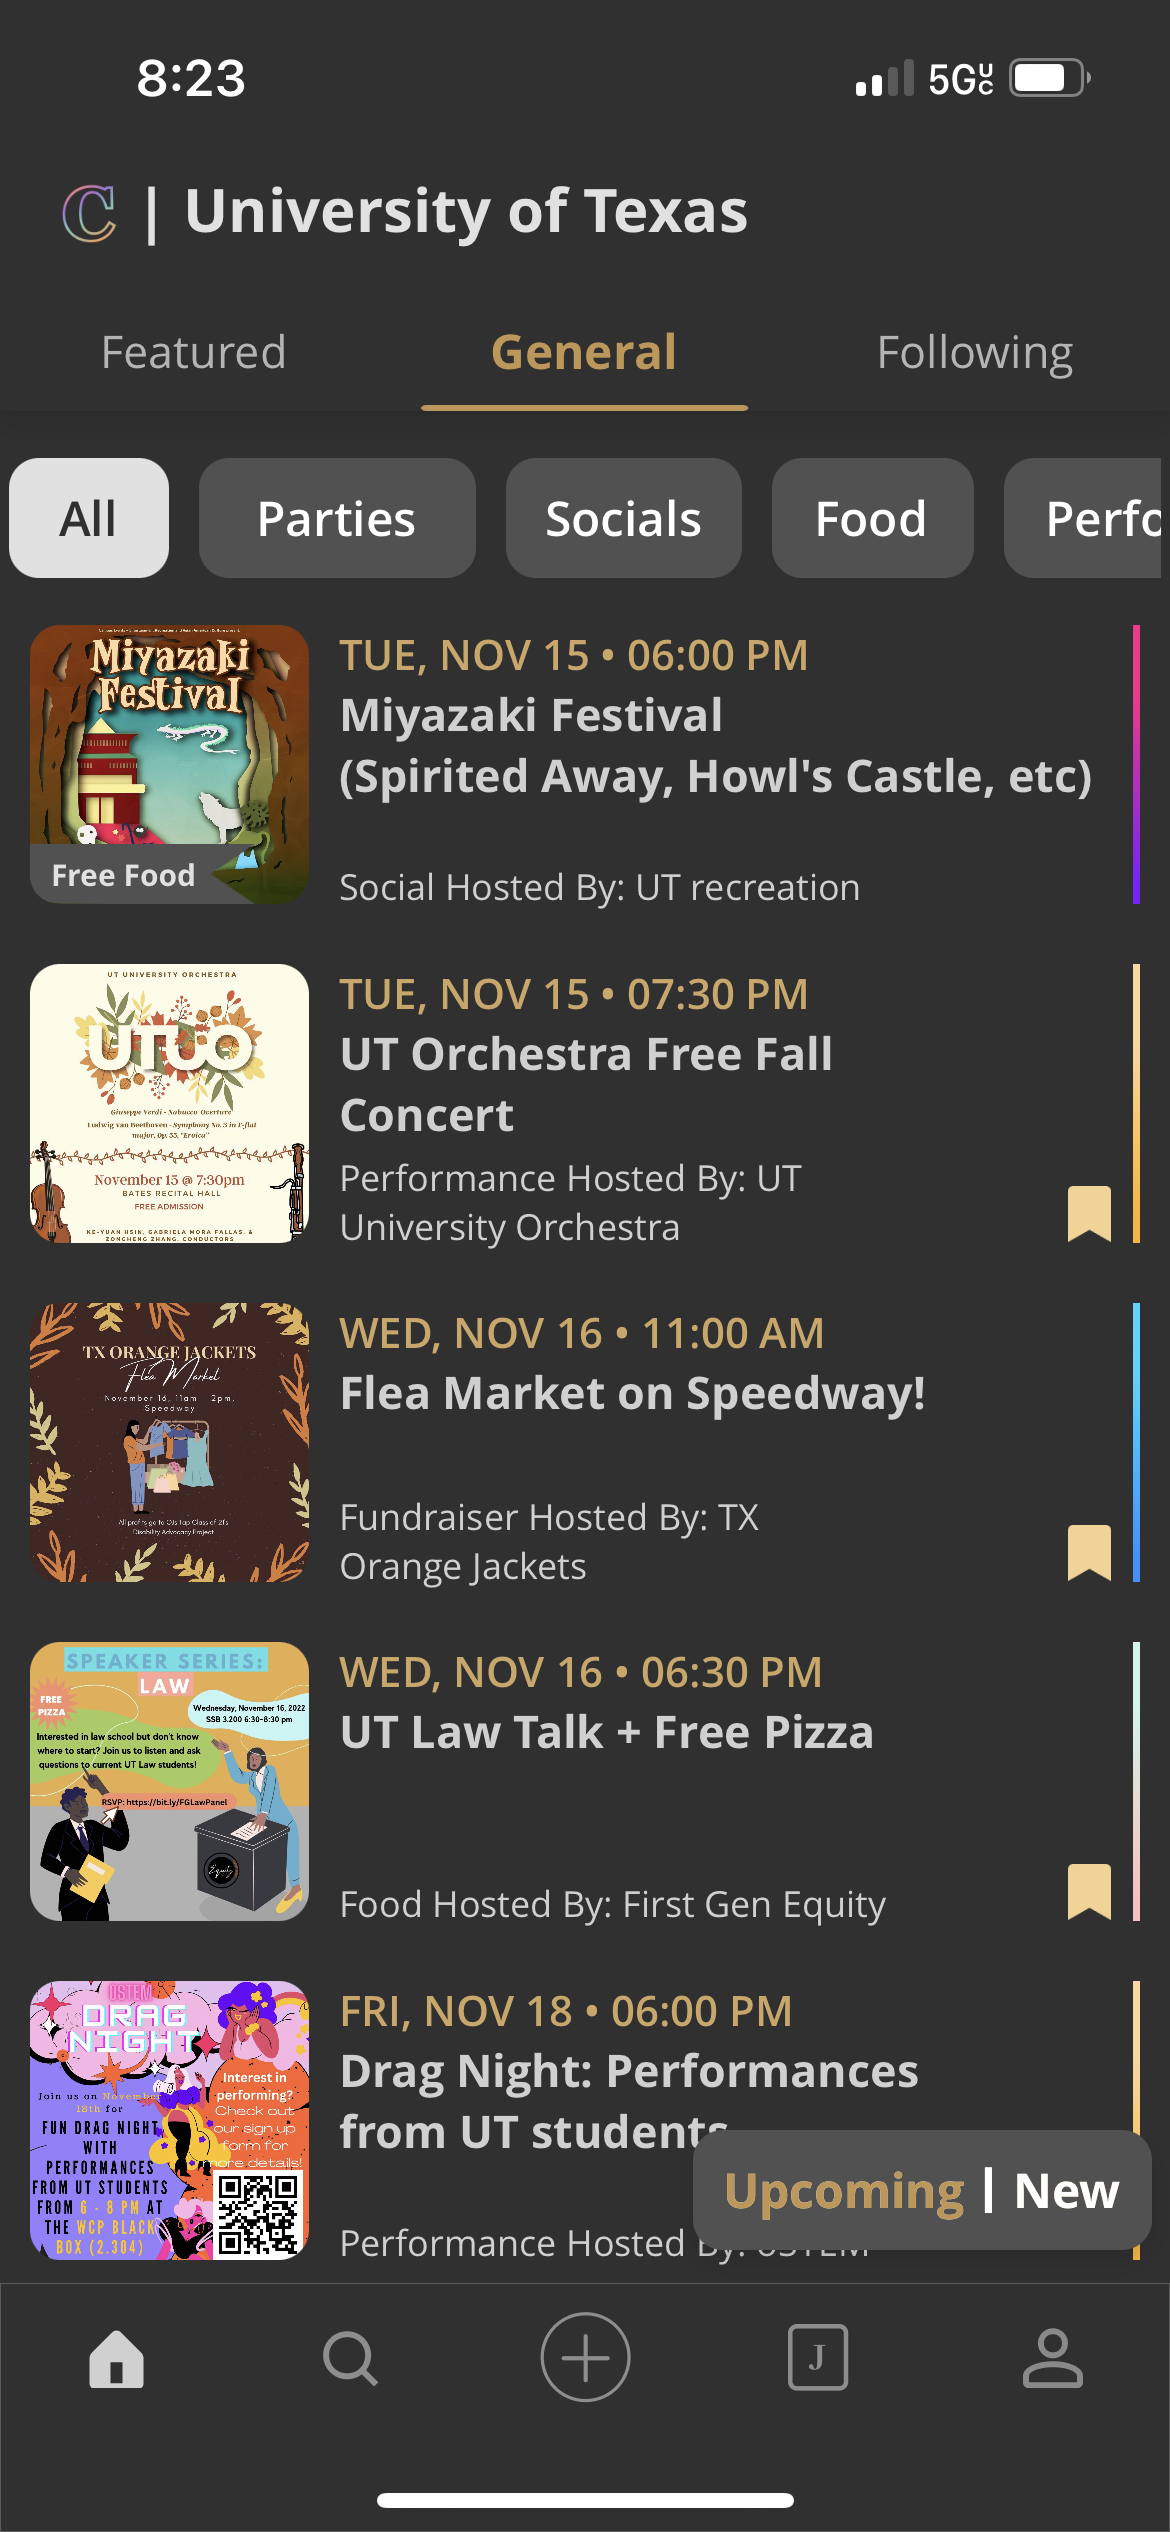 8:23
5G UC
C | University of Texas
Featured
General
Following
All
Parties
Socials
Food
Perfo
Miyazaki
Festival
Free Food
TUE, NOV 15 • 06:00 PM
Miyazaki Festival
(Spirited Away, Howl's Castle, etc)
Social Hosted By: UT recreation
UT UNIVERSITY ORCHESTRA
UTUO
Giuseppe Verdi - Nabucco Overture
Ludwig van Beethoven - Symphony No. 3 in E-flat
major, Op. 55, "Eroica"
November 15 @ 7:30pm
BATES RECITAL HALL
FREE ADMISSION
KE-YUAN HSIN, GABRIELA MORA FALLAS, &
ZONGHENG ZHANG, CONDUCTORS
TUE, NOV 15 • 07:30 PM
UT Orchestra Free Fall
Concert
Performance Hosted By: UT
University Orchestra
TX ORANGE JACKETS
Flea Market
November 16, 11am - 2pm,
Speedway
All profits go to OJs Tap Class of 21's
Disability Advocacy Project
WED, NOV 16 • 11:00 AM
Flea Market on Speedway!
Fundraiser Hosted By: TX
Orange Jackets
SPEAKER SERIES:
LAW
FREE
PIZZA
Wednesday, November 16, 2022
SSB 3.200 6:30-8:30 pm
Interested in law school but don't know
where to start? Join us to listen and ask
questions to current UT Law students!
RSVP: https://bit.ly/FGLawPanel
Equity
WED, NOV 16 • 06:30 PM
UT Law Talk + Free Pizza
Food Hosted By: First Gen Equity
OSTEM
DRAG
NIGHT
Join us on November
18th for
FUN DRAG NIGHT
WITH
PERFORMANCES
FROM UT STUDENTS
FROM 6 - 8 PM AT
THE WCP BLACK
BOX (2.304)
Interest in
performing?
Check out
our sign up
form for
more details!
FRI, NOV 18 • 06:00 PM
Drag Night: Performances
from UT students
Performance Hosted By: OSTEM
Upcoming | New
J